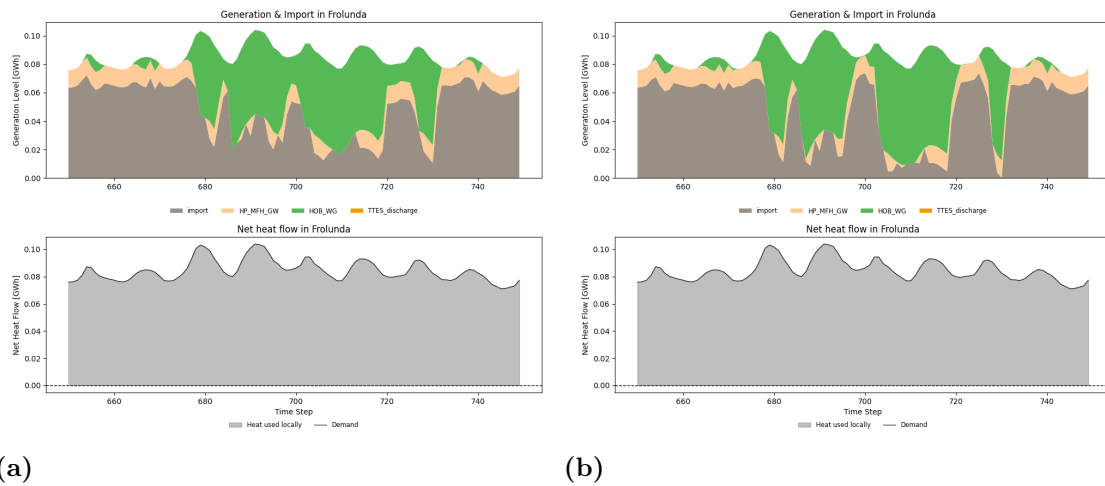 Generation & Import in Frolunda
Generation Level [GWh]
0.10
0.08
0.06
0.04
0.02
0.00
660 680 700 720 740
import HP_MFH_GW HOB_WG TTES_discharge
Net heat flow in Frolunda
Net Heat Flow [GWh]
0.10
0.08
0.06
0.04
0.02
0.00
660 680 700 720 740
Time Step
Heat used locally Demand
(a)
Generation & Import in Frolunda
Generation Level [GWh]
0.10
0.08
0.06
0.04
0.02
0.00
660 680 700 720 740
import HP_MFH_GW HOB_WG TTES_discharge
Net heat flow in Frolunda
Net Heat Flow [GWh]
0.10
0.08
0.06
0.04
0.02
0.00
660 680 700 720 740
Time Step
Heat used locally Demand
(b)